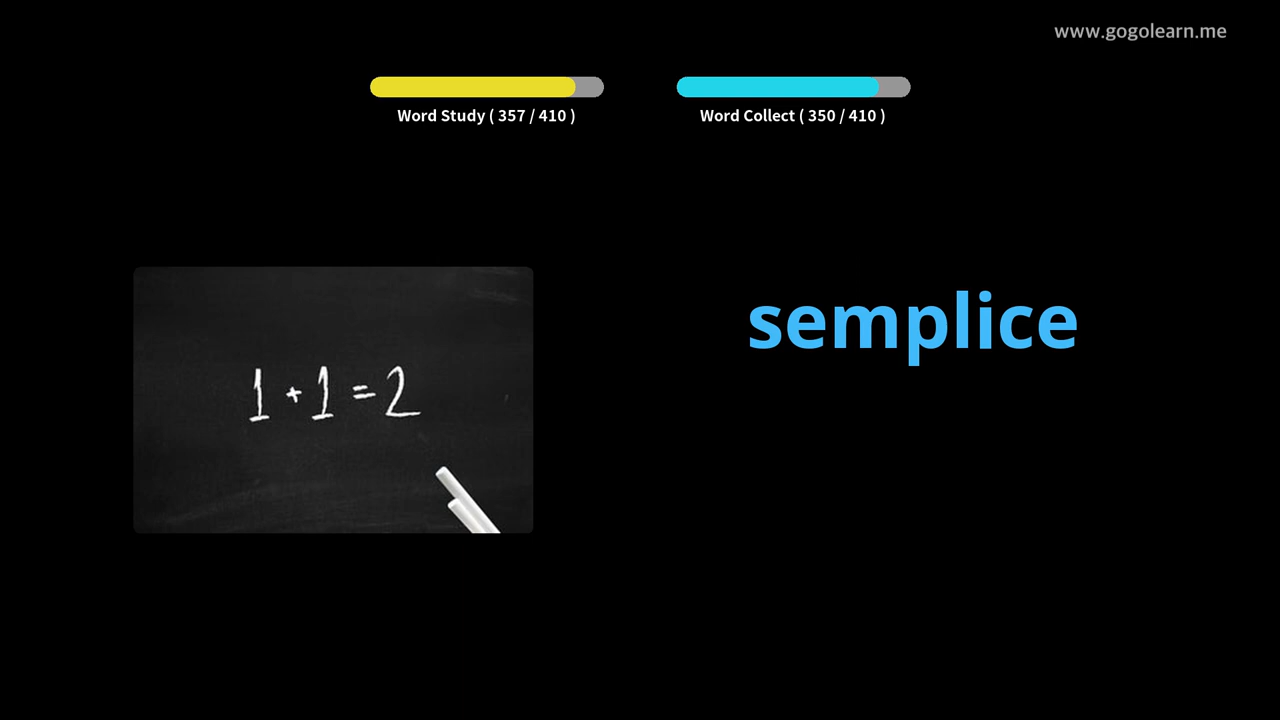 www.gogolearn.me
Word Study ( 357 / 410 )
Word Collect ( 350 / 410 )
semplice
1 + 1 = 2